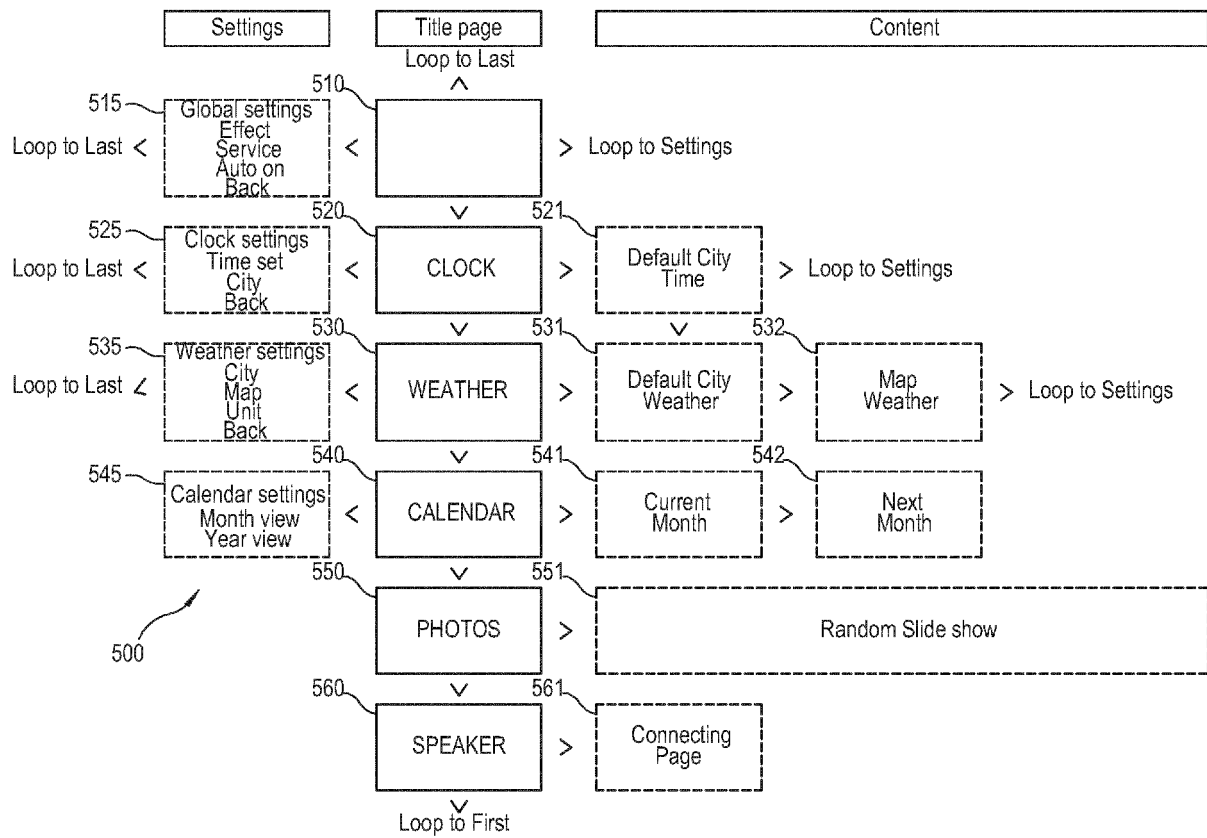 Settings
Title page
Content
Loop to Last
510
515
Global settings
Effect
Service
Auto on
Back
Loop to Last <
<
> Loop to Settings
520
521
525
Clock settings
Time set
City
Back
Loop to Last <
<
CLOCK
>
Default City
Time
> Loop to Settings
530
531
532
535
Weather settings
City
Map
Unit
Back
Loop to Last <
<
WEATHER
>
Default City
Weather
>
Map
Weather
> Loop to Settings
540
541
542
545
Calendar settings
Month view
Year view
<
CALENDAR
>
Current
Month
>
Next
Month
550
551
500
PHOTOS
>
Random Slide show
560
561
SPEAKER
>
Connecting
Page
Loop to First